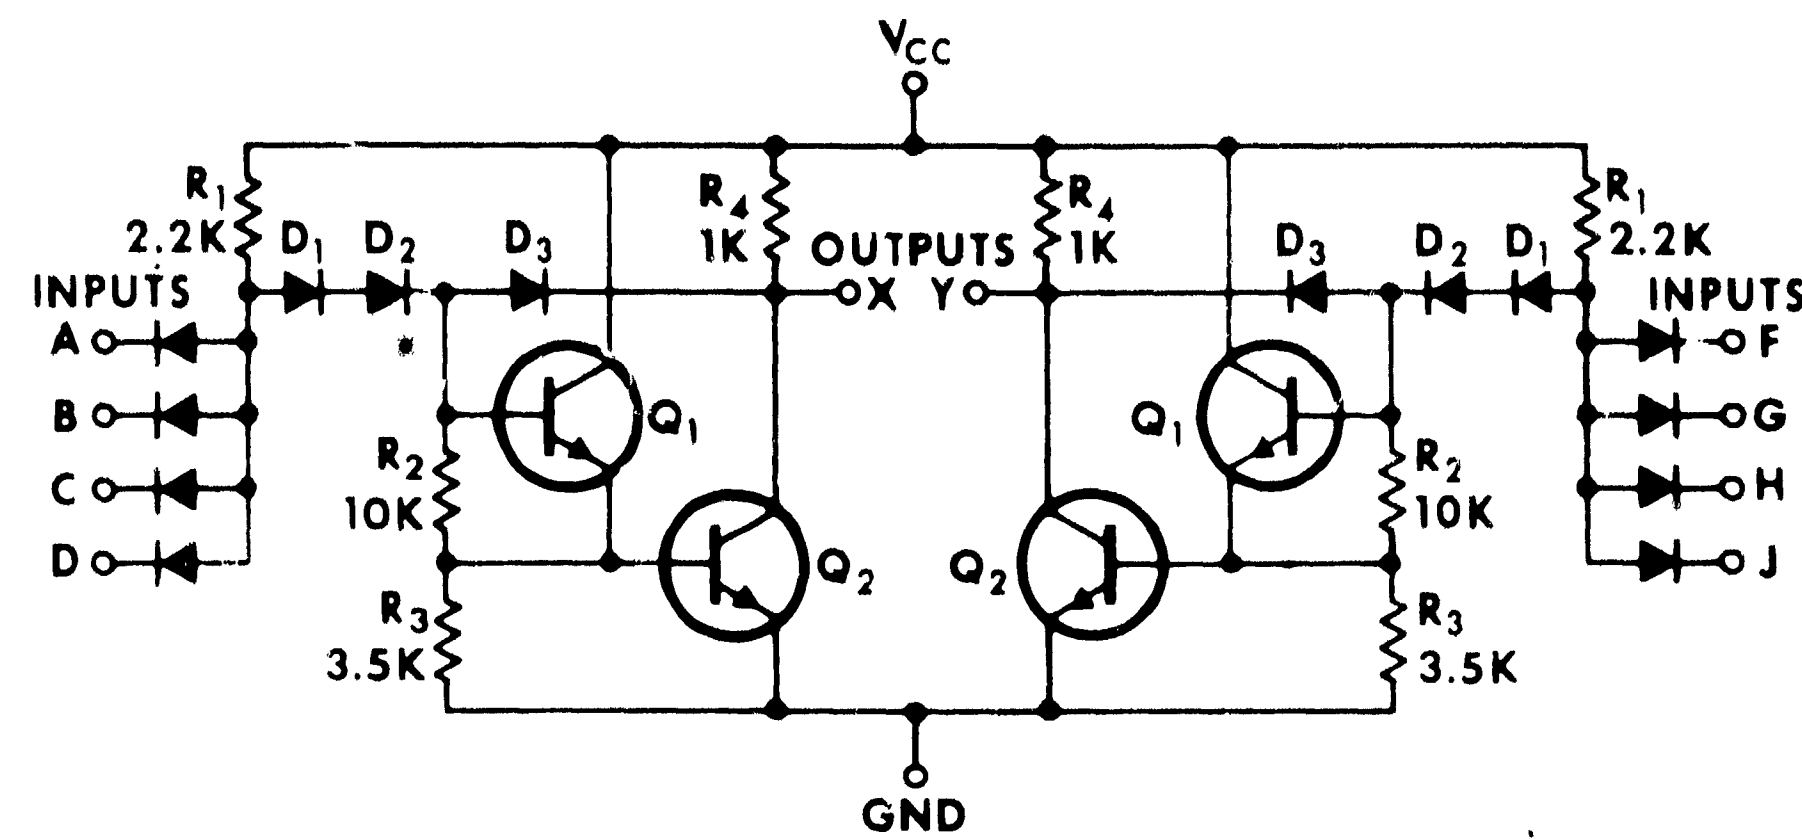 VCC
R1
2.2K
D1
D2
D3
R4
1K
OUTPUTS
X
Y
R4
1K
D3
D2
D1
R1
2.2K
INPUTS
A
B
C
D
Q1
R2
10K
Q2
R3
3.5K
INPUTS
F
G
H
J
Q1
R2
10K
Q2
R3
3.5K
GND